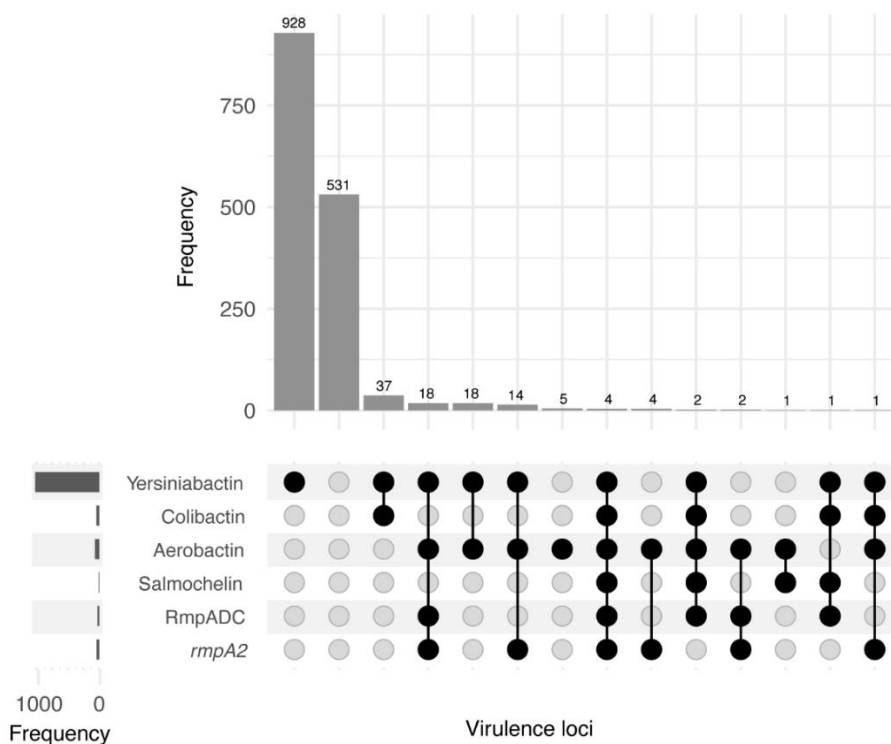 928
750
531
500
250
37
18
18
14
5
4
4
2
2
1
1
1
0
Frequency
Yersiniabactin
Colibactin
Aerobactin
Salmochelin
RmpADC
rmpA2
1000 0
Frequency
Virulence loci